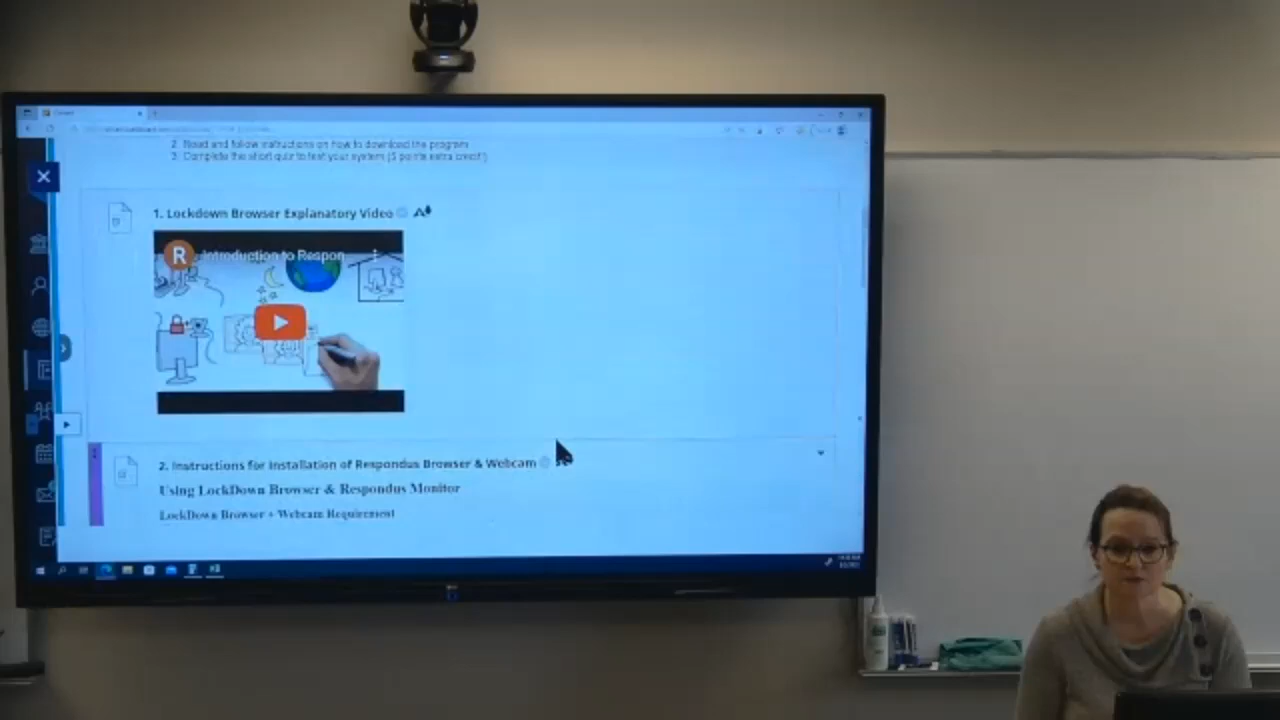 2. Read and follow instructions on how to download the program
3. Complete the short quiz to test your system (5 points extra credit!)
1. Lockdown Browser Explanatory Video
R
Introduction to Respon
2. Instructions for Installation of Respondus Browser & Webcam
Using LockDown Browser & Respondus Monitor
LockDown Browser + Webcam Requirement